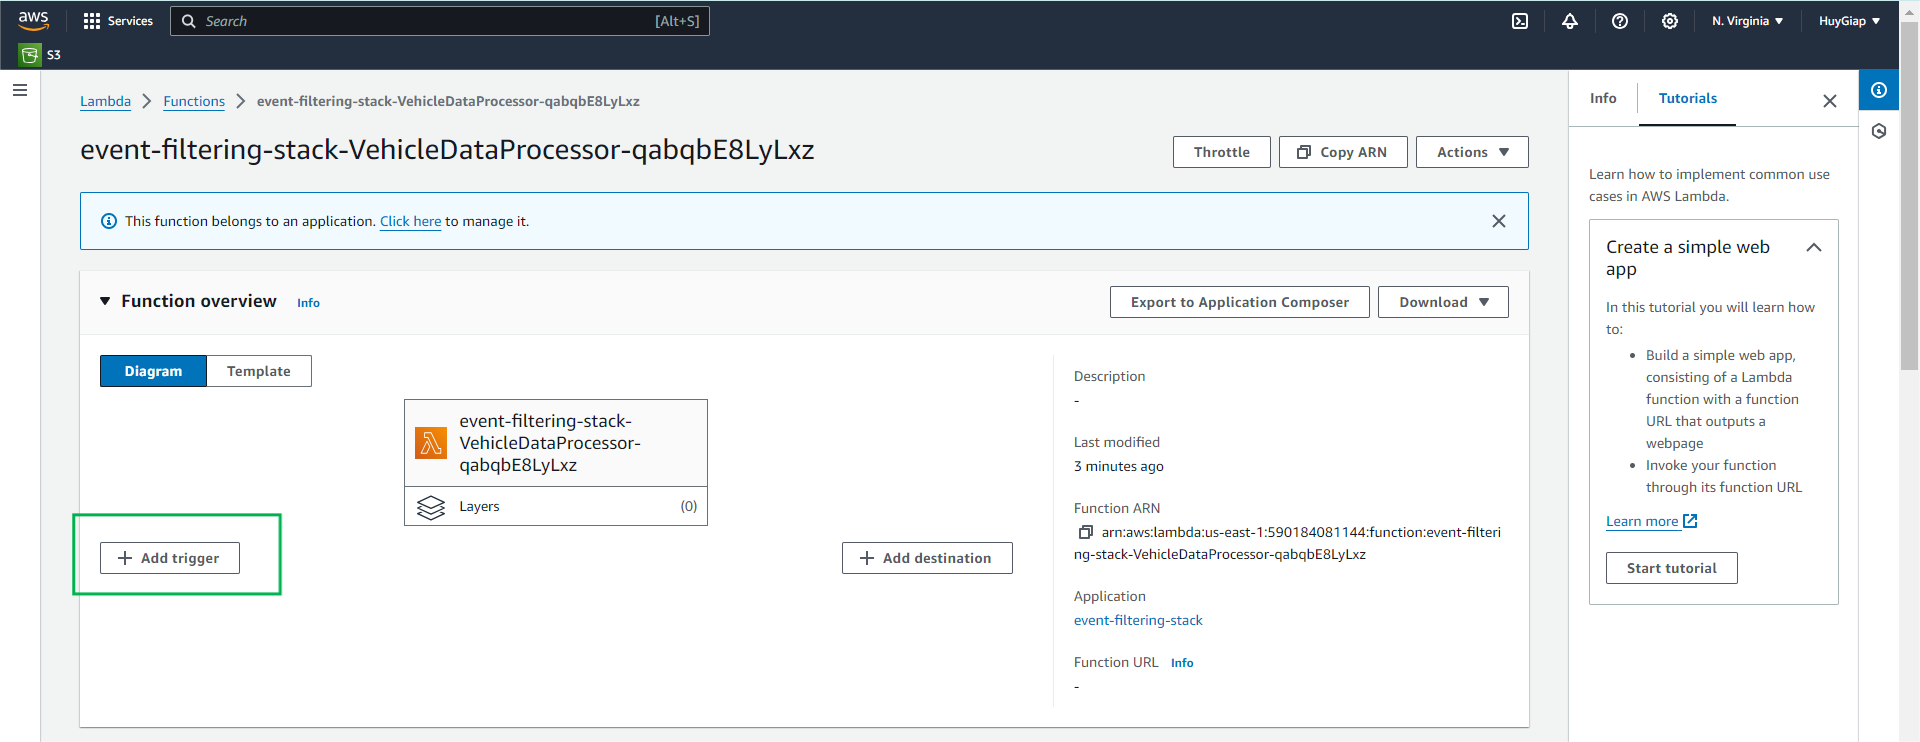 aws
Services
Search
[Alt+S]
N. Virginia
HuyGiap
S3
Lambda
Functions
event-filtering-stack-VehicleDataProcessor-qabqbE8LyLxz
event-filtering-stack-VehicleDataProcessor-qabqbE8LyLxz
Throttle
Copy ARN
Actions
This function belongs to an application. Click here to manage it.
Function overview
Info
Export to Application Composer
Download
Diagram
Template
event-filtering-stack-
VehicleDataProcessor-
qabqbE8LyLxz
Layers
(0)
+ Add trigger
+ Add destination
Description
-
Last modified
3 minutes ago
Function ARN
arn:aws:lambda:us-east-1:590184081144:function:event-filteri
ng-stack-VehicleDataProcessor-qabqbE8LyLxz
Application
event-filtering-stack
Function URL
Info
-
Info
Tutorials
Learn how to implement common use
cases in AWS Lambda.
Create a simple web
app
In this tutorial you will learn how
to:
• Build a simple web app,
consisting of a Lambda
function with a function
URL that outputs a
webpage
• Invoke your function
through its function URL
Learn more
Start tutorial